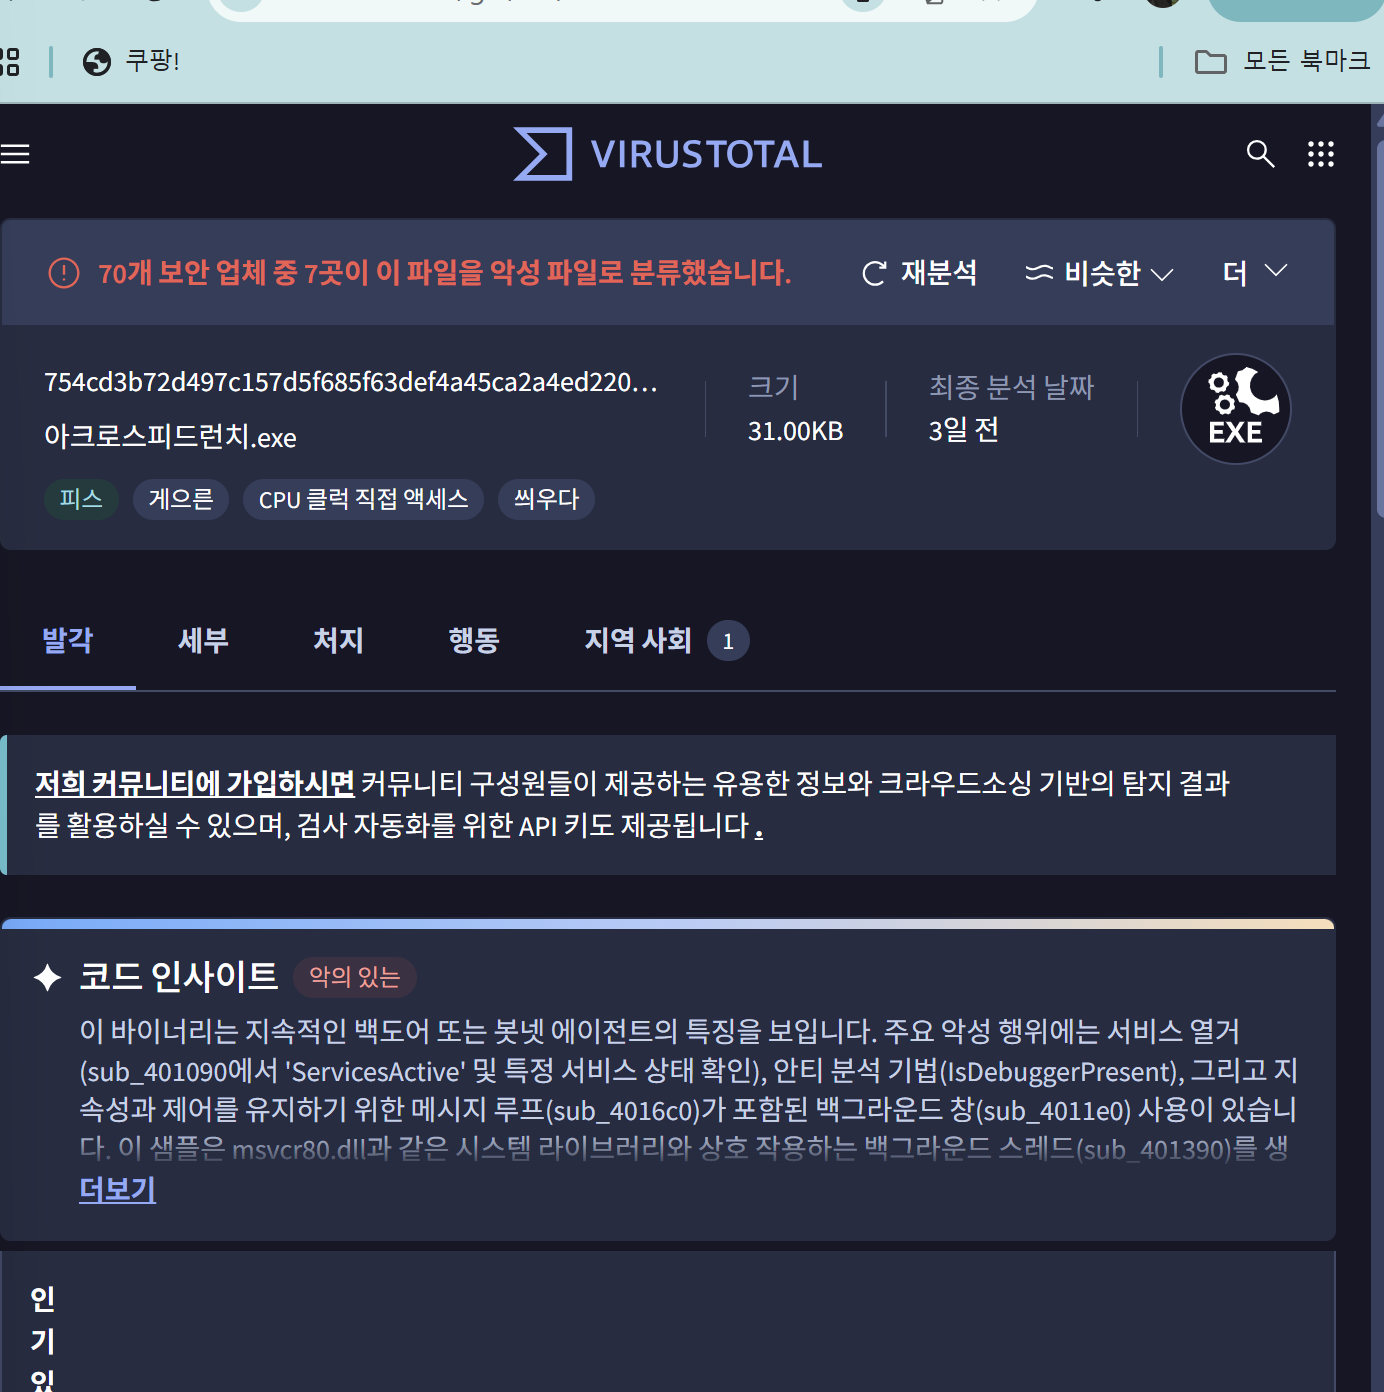 쿠팡!
모든 북마크
VIRUSTOTAL
70개 보안 업체 중 7곳이 이 파일을 악성 파일로 분류했습니다.
재분석
비슷한
더
754cd3b72d497c157d5f685f63def4a45ca2a4ed220…
아크로스피드런치.exe
크기
31.00KB
최종 분석 날짜
3일 전
EXE
피스
게으른
CPU 클럭 직접 액세스
씌우다
발각
세부
처지
행동
지역 사회 1
저희 커뮤니티에 가입하시면 커뮤니티 구성원들이 제공하는 유용한 정보와 크라우드소싱 기반의 탐지 결과
를 활용하실 수 있으며, 검사 자동화를 위한 API 키도 제공됩니다 .
코드 인사이트
악의 있는
이 바이너리는 지속적인 백도어 또는 봇넷 에이전트의 특징을 보입니다. 주요 악성 행위에는 서비스 열거
(sub_401090에서 'ServicesActive' 및 특정 서비스 상태 확인), 안티 분석 기법(IsDebuggerPresent), 그리고 지
속성과 제어를 유지하기 위한 메시지 루프(sub_4016c0)가 포함된 백그라운드 창(sub_4011e0) 사용이 있습니
다. 이 샘플은 msvcr80.dll과 같은 시스템 라이브러리와 상호 작용하는 백그라운드 스레드(sub_401390)를 생
더보기
인
기
있